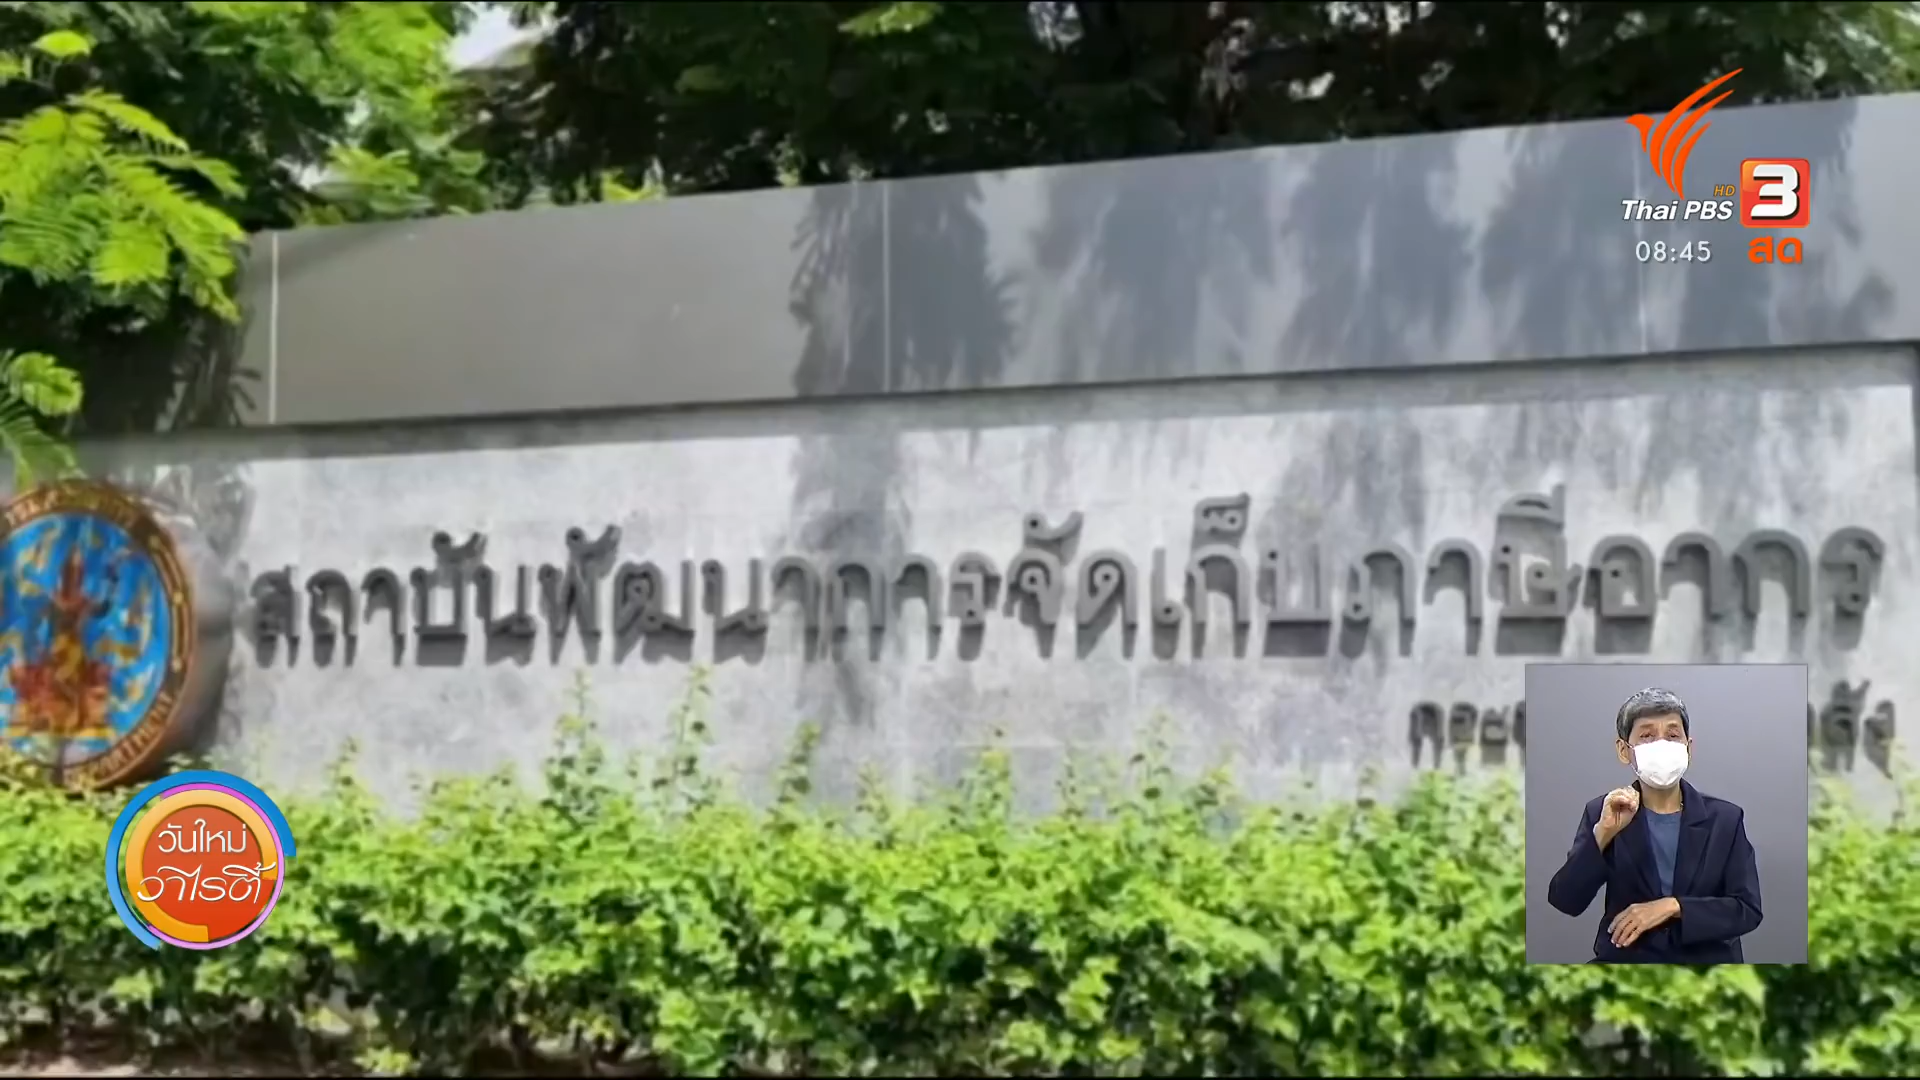 HD
Thai PBS 3
08:45 สด
สถาบันพัฒนาการจัดเก็บภาษีอากร
วันใหม่
วาไรตี้